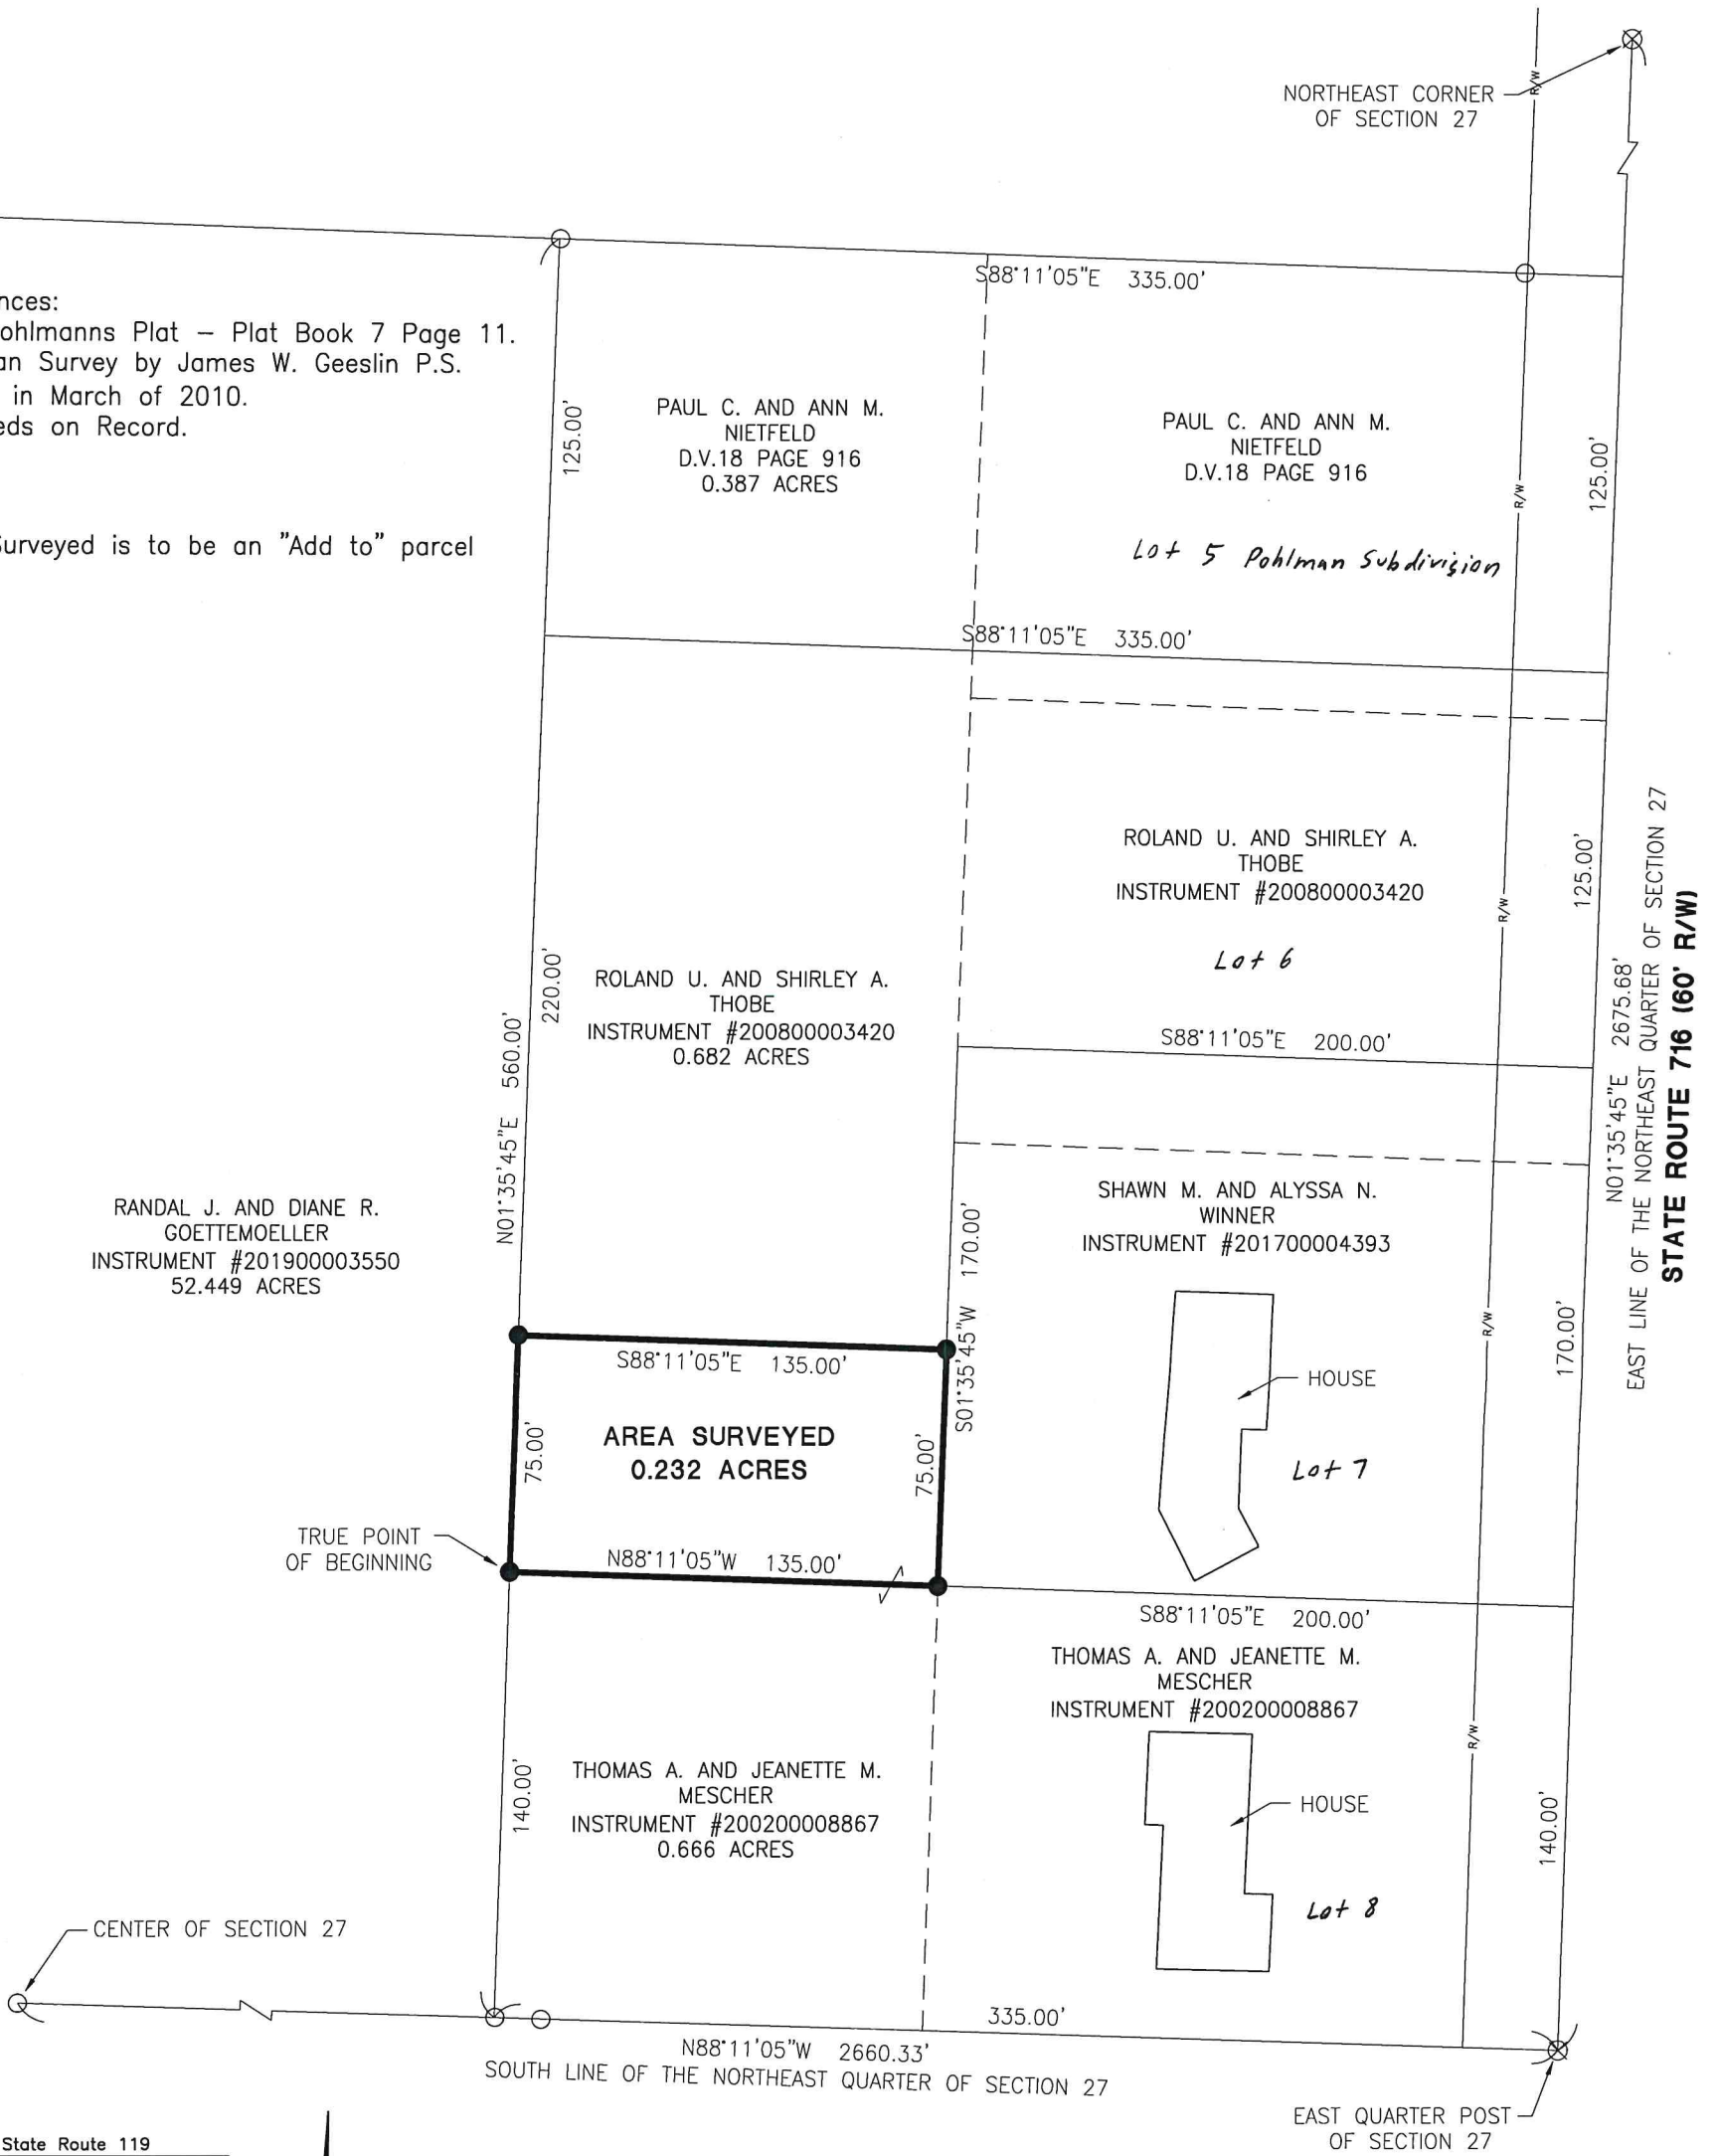 NORTHEAST CORNER
OF SECTION 27
R/W
nces:
ohlmanns Plat – Plat Book 7 Page 11.
an Survey by James W. Geeslin P.S.
in March of 2010.
eds on Record.
Surveyed is to be an "Add to" parcel
S88°11'05"E 335.00'
125.00'
PAUL C. AND ANN M.
NIETFELD
D.V.18 PAGE 916
0.387 ACRES
PAUL C. AND ANN M.
NIETFELD
D.V.18 PAGE 916
Lot 5 Pohlman Subdivision
R/W
125.00'
S88°11'05"E 335.00'
ROLAND U. AND SHIRLEY A.
THOBE
INSTRUMENT #200800003420
Lot 6
R/W
125.00'
N01°35'45"E 560.00'
220.00'
ROLAND U. AND SHIRLEY A.
THOBE
INSTRUMENT #200800003420
0.682 ACRES
S88°11'05"E 200.00'
N01°35'45"E 2675.68'
EAST LINE OF THE NORTHEAST QUARTER OF SECTION 27
STATE ROUTE 716 (60' R/W)
RANDAL J. AND DIANE R.
GOETTEMOELLER
INSTRUMENT #201900003550
52.449 ACRES
SHAWN M. AND ALYSSA N.
WINNER
INSTRUMENT #201700004393
S01°35'45"W 170.00'
R/W
170.00'
HOUSE
Lot 7
S88°11'05"E 135.00'
75.00'
AREA SURVEYED
0.232 ACRES
75.00'
TRUE POINT
OF BEGINNING
N88°11'05"W 135.00'
S88°11'05"E 200.00'
THOMAS A. AND JEANETTE M.
MESCHER
INSTRUMENT #200200008867
R/W
140.00'
THOMAS A. AND JEANETTE M.
MESCHER
INSTRUMENT #200200008867
0.666 ACRES
HOUSE
Lot 8
140.00'
CENTER OF SECTION 27
335.00'
N88°11'05"W 2660.33'
SOUTH LINE OF THE NORTHEAST QUARTER OF SECTION 27
EAST QUARTER POST
OF SECTION 27
State Route 119